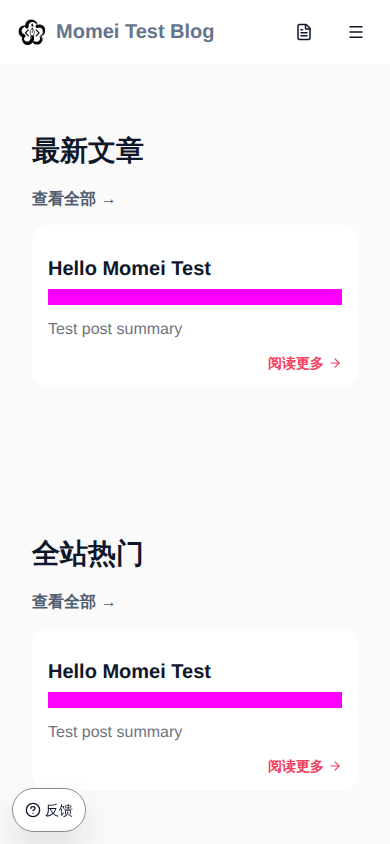 Momei Test Blog
最新文章
查看全部 →
Hello Momei Test
Test post summary
阅读更多 →
全站热门
查看全部 →
Hello Momei Test
Test post summary
阅读更多 →
反馈